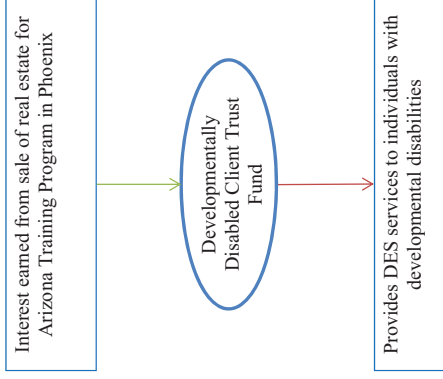 Interest earned from sale of real estate for
Arizona Training Program in Phoenix
Developmentally
Disabled Client Trust
Fund
Provides DES services to individuals with
developmental disabilities